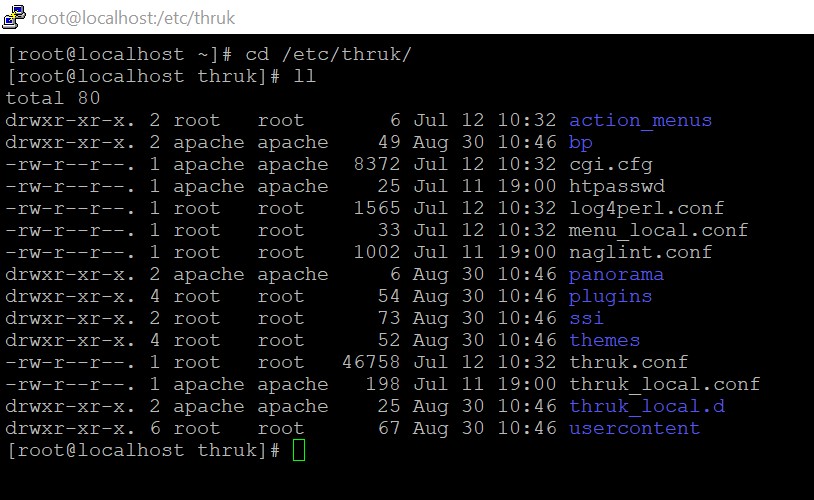 root@localhost:/etc/thruk
[root@localhost ~]# cd /etc/thruk/
[root@localhost thruk]# ll
total 80
drwxr-xr-x. 2 root   root       6 Jul 12 10:32 action_menus
drwxr-xr-x. 2 apache apache    49 Aug 30 10:46 bp
-rw-r--r--. 1 apache apache  8372 Jul 12 10:32 cgi.cfg
-rw-r--r--. 1 apache apache    25 Jul 11 19:00 htpasswd
-rw-r--r--. 1 root   root    1565 Jul 12 10:32 log4perl.conf
-rw-r--r--. 1 root   root      33 Jul 12 10:32 menu_local.conf
-rw-r--r--. 1 root   root    1002 Jul 11 19:00 naglint.conf
drwxr-xr-x. 2 apache apache     6 Aug 30 10:46 panorama
drwxr-xr-x. 4 root   root      54 Aug 30 10:46 plugins
drwxr-xr-x. 2 root   root      73 Aug 30 10:46 ssi
drwxr-xr-x. 4 root   root      52 Aug 30 10:46 themes
-rw-r--r--. 1 root   root   46758 Jul 12 10:32 thruk.conf
-rw-r--r--. 1 apache apache   198 Jul 11 19:00 thruk_local.conf
drwxr-xr-x. 2 apache apache    25 Aug 30 10:46 thruk_local.d
drwxr-xr-x. 6 root   root      67 Aug 30 10:46 usercontent
[root@localhost thruk]#